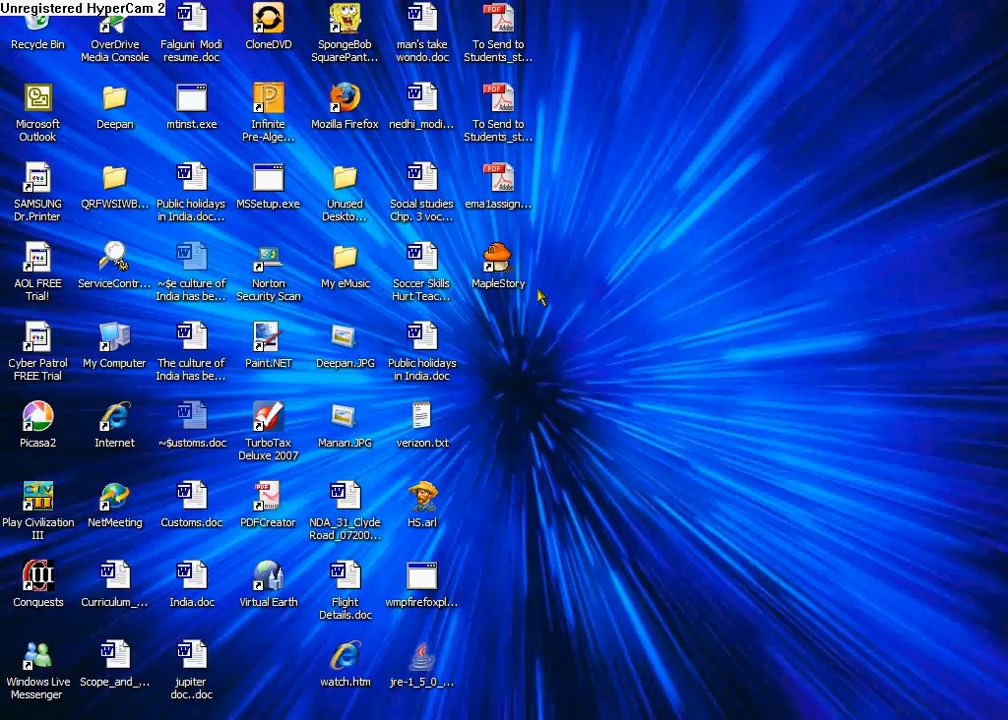 Unregistered HyperCam 2
Recycle Bin
OverDrive
Media Console
Falguni Modi
resume.doc
CloneDVD
SpongeBob
SquarePant...
man's take
wondo.doc
To Send to
Students_st...
Microsoft
Outlook
Deepan
mtinst.exe
Infinite
Pre-Alge...
Mozilla Firefox
nedhi_modi...
To Send to
Students_st...
SAMSUNG
Dr.Printer
QRFWSIWB...
Public holidays
in India.doc...
MSSetup.exe
Unused
Deskto...
Social studies
Chp. 3 voc...
ema1assign...
AOL FREE
Trial!
ServiceContr...
~$e culture of
India has be...
Norton
Security Scan
My eMusic
Soccer Skills
Hurt Teac...
MapleStory
Cyber Patrol
FREE Trial
My Computer
The culture of
India has be...
Paint.NET
Deepan.JPG
Public holidays
in India.doc
Picasa2
Internet
~$ustoms.doc
TurboTax
Deluxe 2007
Manan.JPG
verizon.txt
Play Civilization
III
NetMeeting
Customs.doc
PDFCreator
NDA_31_Clyde
Road_07200...
HS.arl
Conquests
Curriculum_...
India.doc
Virtual Earth
Flight
Details.doc
wmpfirefoxpl...
Windows Live
Messenger
Scope_and_...
jupiter
doc..doc
watch.htm
jre-1_5_0_...